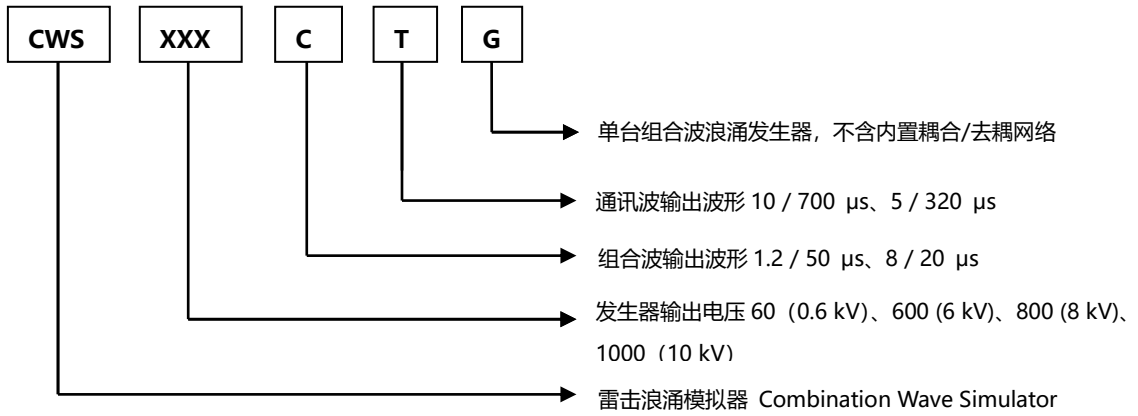 CWS XXX C T G
单台组合波浪涌发生器，不含内置耦合/去耦网络
通讯波输出波形 10 / 700 μs、5 / 320 μs
组合波输出波形 1.2 / 50 μs、8 / 20 μs
发生器输出电压 60（0.6 kV）、600 (6 kV)、800 (8 kV)、
1000（10 kV）
雷击浪涌模拟器 Combination Wave Simulator